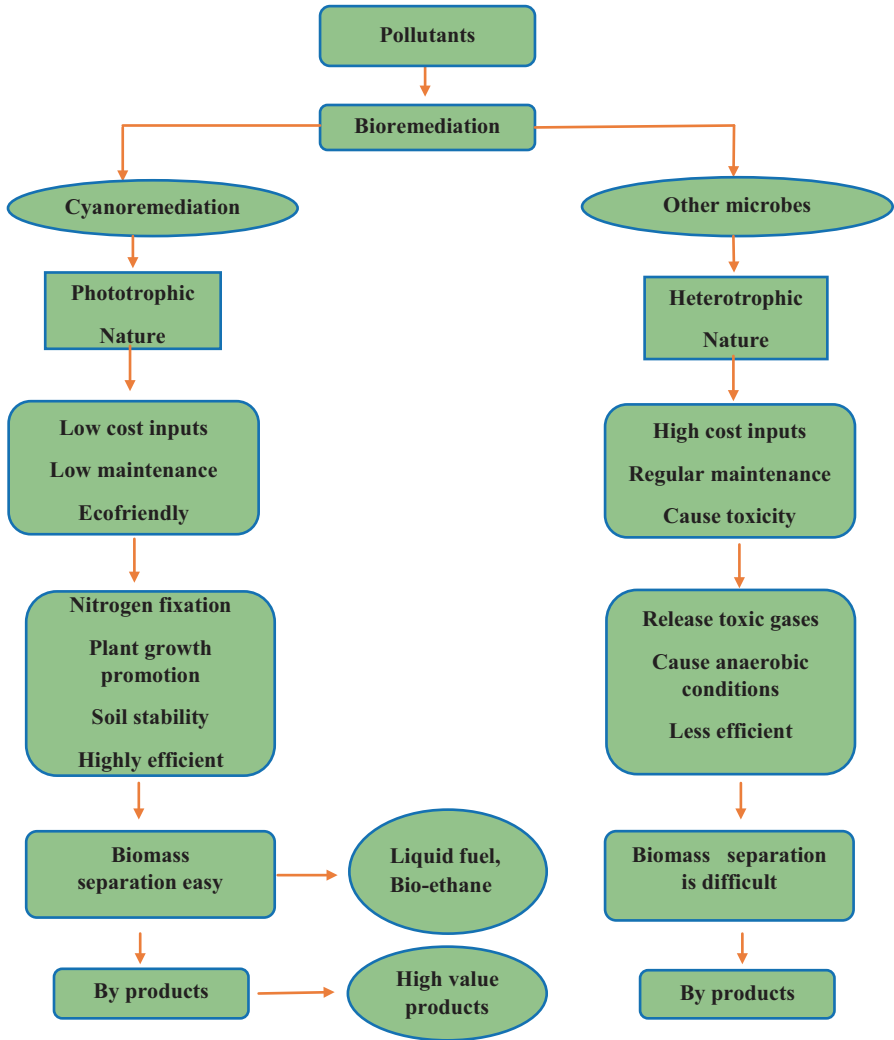 Pollutants
Bioremediation
Cyanoremediation
Other microbes
Phototrophic
Nature
Heterotrophic
Nature
Low cost inputs
Low maintenance
Ecofriendly
High cost inputs
Regular maintenance
Cause toxicity
Nitrogen fixation
Plant growth
promotion
Soil stability
Highly efficient
Release toxic gases
Cause anaerobic
conditions
Less efficient
Biomass
separation easy
Liquid fuel,
Bio-ethane
Biomass separation
is difficult
By products
High value
products
By products